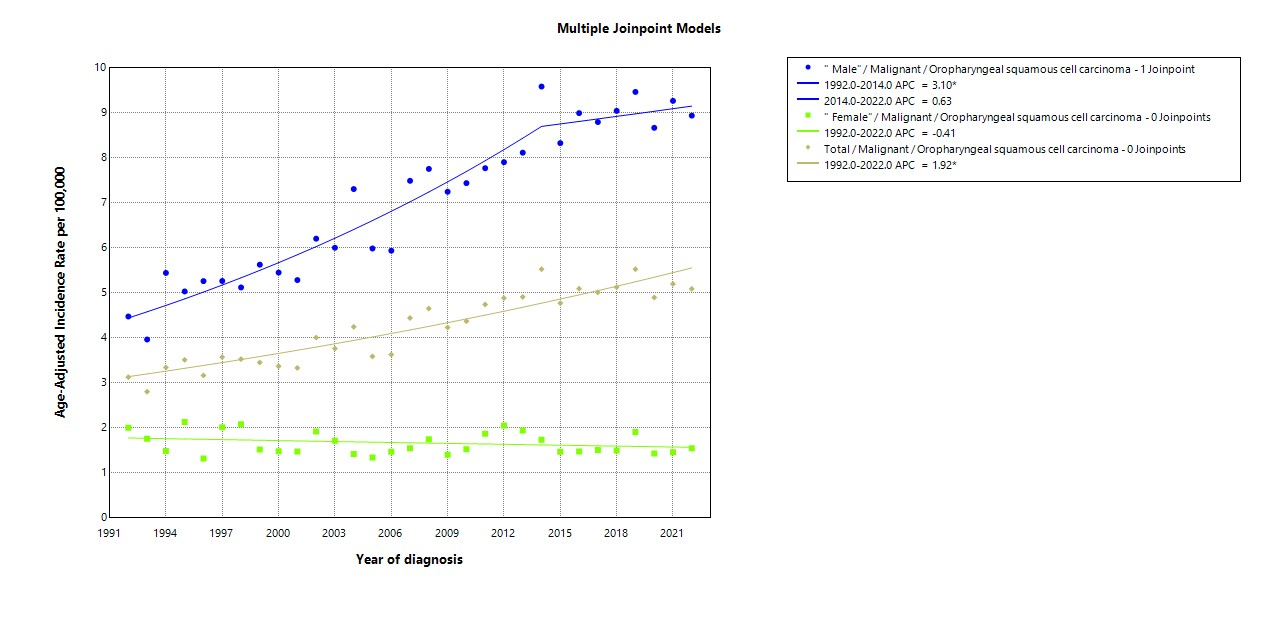 Multiple Joinpoint Models
" Male" / Malignant / Oropharyngeal squamous cell carcinoma - 1 Joinpoint
1992.0-2014.0 APC = 3.10*
2014.0-2022.0 APC = 0.63
" Female" / Malignant / Oropharyngeal squamous cell carcinoma - 0 Joinpoints
1992.0-2022.0 APC = -0.41
Total / Malignant / Oropharyngeal squamous cell carcinoma - 0 Joinpoints
1992.0-2022.0 APC = 1.92*
Age-Adjusted Incidence Rate per 100,000
10
9
8
7
6
5
4
3
2
1
0
1991 1994 1997 2000 2003 2006 2009 2012 2015 2018 2021
Year of diagnosis